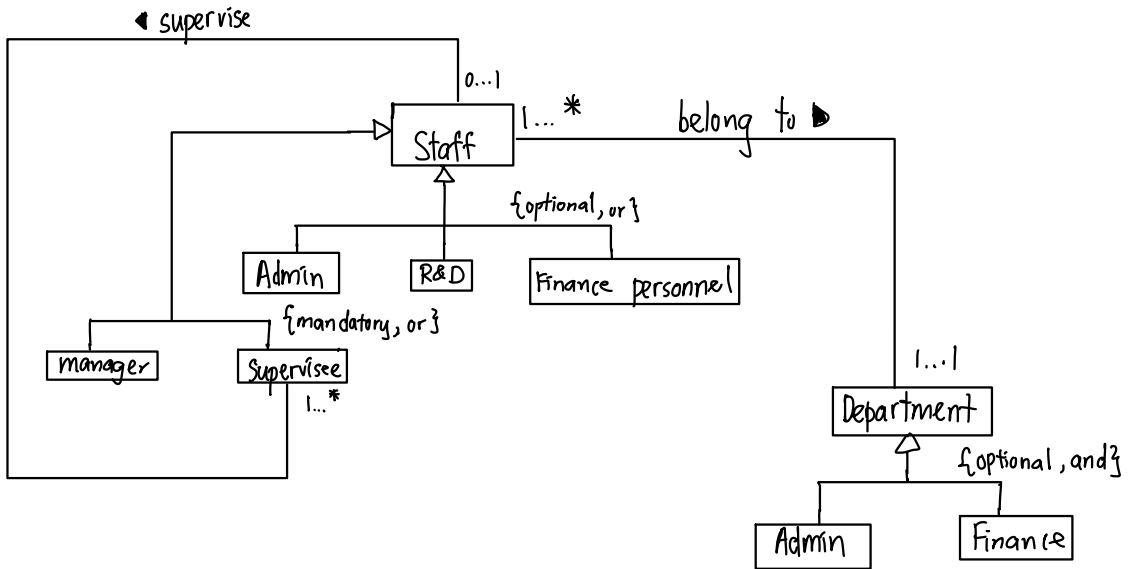 ◀ supervise
0...1
1...*
belong to ▶
Staff
{optional, or}
Admin
R&D
Finance personnel
{mandatory, or}
manager
Supervisee
1...*
1...1
Department
{optional, and}
Admin
Finance